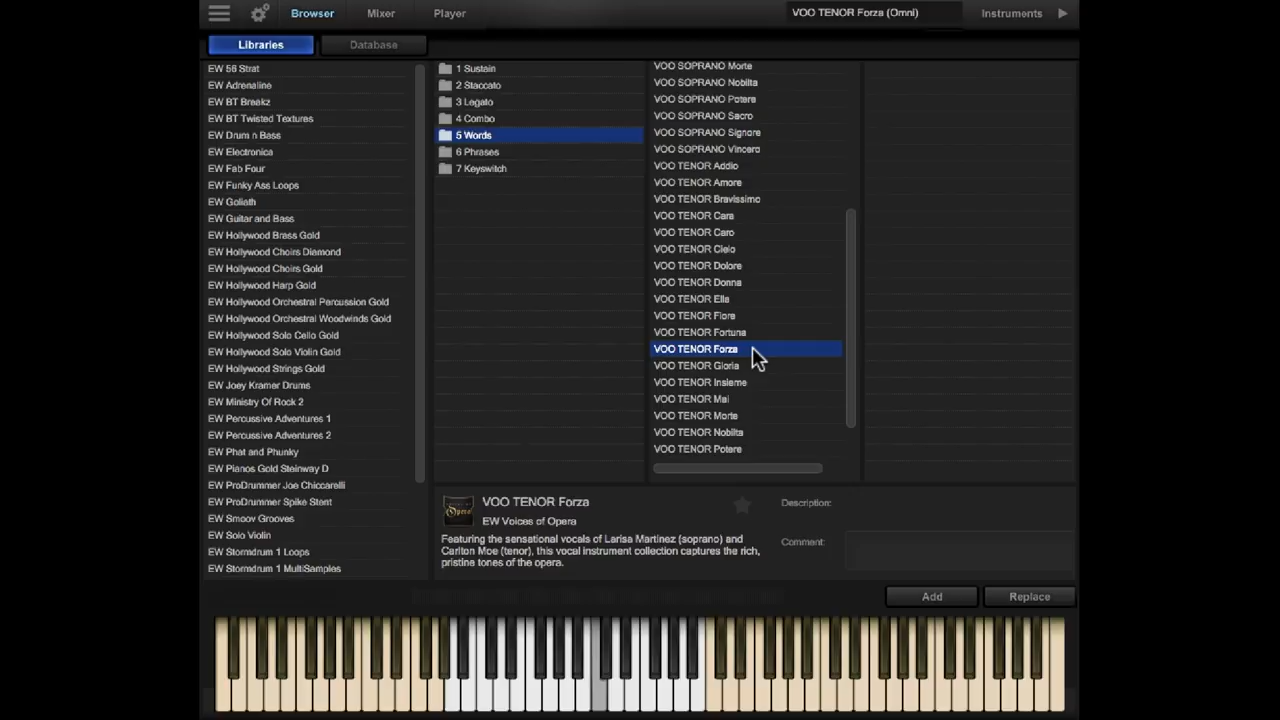 Browser
Mixer
Player
VOO TENOR Forza (Omni)
Instruments
Libraries
Database
EW 56 Strat
EW Adrenaline
EW BT Breakz
EW BT Twisted Textures
EW Drum n Bass
EW Electronica
EW Fab Four
EW Funky Ass Loops
EW Goliath
EW Guitar and Bass
EW Hollywood Brass Gold
EW Hollywood Choirs Diamond
EW Hollywood Choirs Gold
EW Hollywood Harp Gold
EW Hollywood Orchestral Percussion Gold
EW Hollywood Orchestral Woodwinds Gold
EW Hollywood Solo Cello Gold
EW Hollywood Solo Violin Gold
EW Hollywood Strings Gold
EW Joey Kramer Drums
EW Ministry Of Rock 2
EW Percussive Adventures 1
EW Percussive Adventures 2
EW Phat and Phunky
EW Pianos Gold Steinway D
EW ProDrummer Joe Chiccarelli
EW ProDrummer Spike Stent
EW Smoov Grooves
EW Solo Violin
EW Stormdrum 1 Loops
EW Stormdrum 1 MultiSamples
1 Sustain
2 Staccato
3 Legato
4 Combo
5 Words
6 Phrases
7 Keyswitch
VOO SOPRANO Morte
VOO SOPRANO Nobilta
VOO SOPRANO Potere
VOO SOPRANO Sacro
VOO SOPRANO Signore
VOO SOPRANO Vincero
VOO TENOR Addio
VOO TENOR Amore
VOO TENOR Bravissimo
VOO TENOR Cara
VOO TENOR Caro
VOO TENOR Cielo
VOO TENOR Dolore
VOO TENOR Donna
VOO TENOR Ella
VOO TENOR Fiore
VOO TENOR Fortuna
VOO TENOR Forza
VOO TENOR Gloria
VOO TENOR Insieme
VOO TENOR Mai
VOO TENOR Morte
VOO TENOR Nobilta
VOO TENOR Potere
Opera
VOO TENOR Forza
EW Voices of Opera
Featuring the sensational vocals of Larisa Martinez (soprano) and
Carlton Moe (tenor), this vocal instrument collection captures the rich,
pristine tones of the opera.
Description:
Comment:
Add
Replace